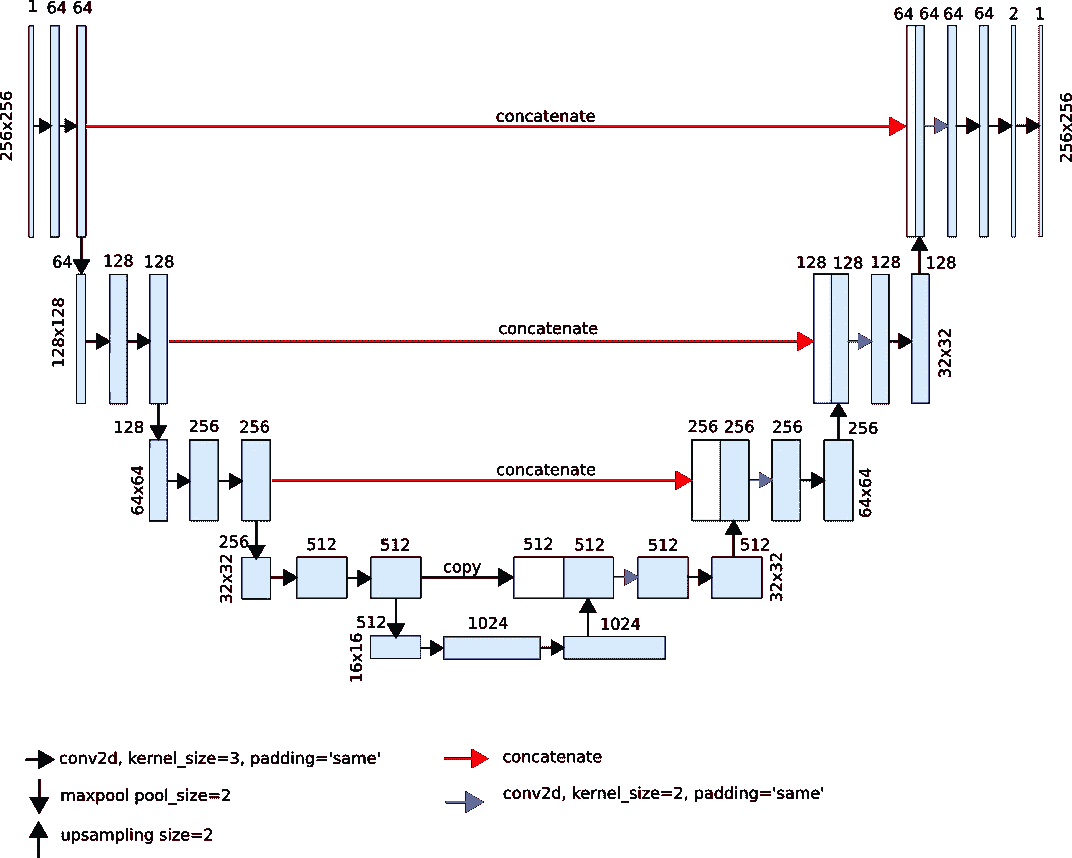 1 64 64
64 64 64 64 2 1
256x256
concatenate
256x256
64 128 128
128 128 128 128
128x128
concatenate
32x32
128 256 256
256 256 256 256
64x64
concatenate
64x64
256 512 512
512 512 512 512
32x32
copy
32x32
512 1024 1024
16x16
conv2d, kernel_size=3, padding='same'
concatenate
maxpool pool_size=2
conv2d, kernel_size=2, padding='same'
upsampling size=2